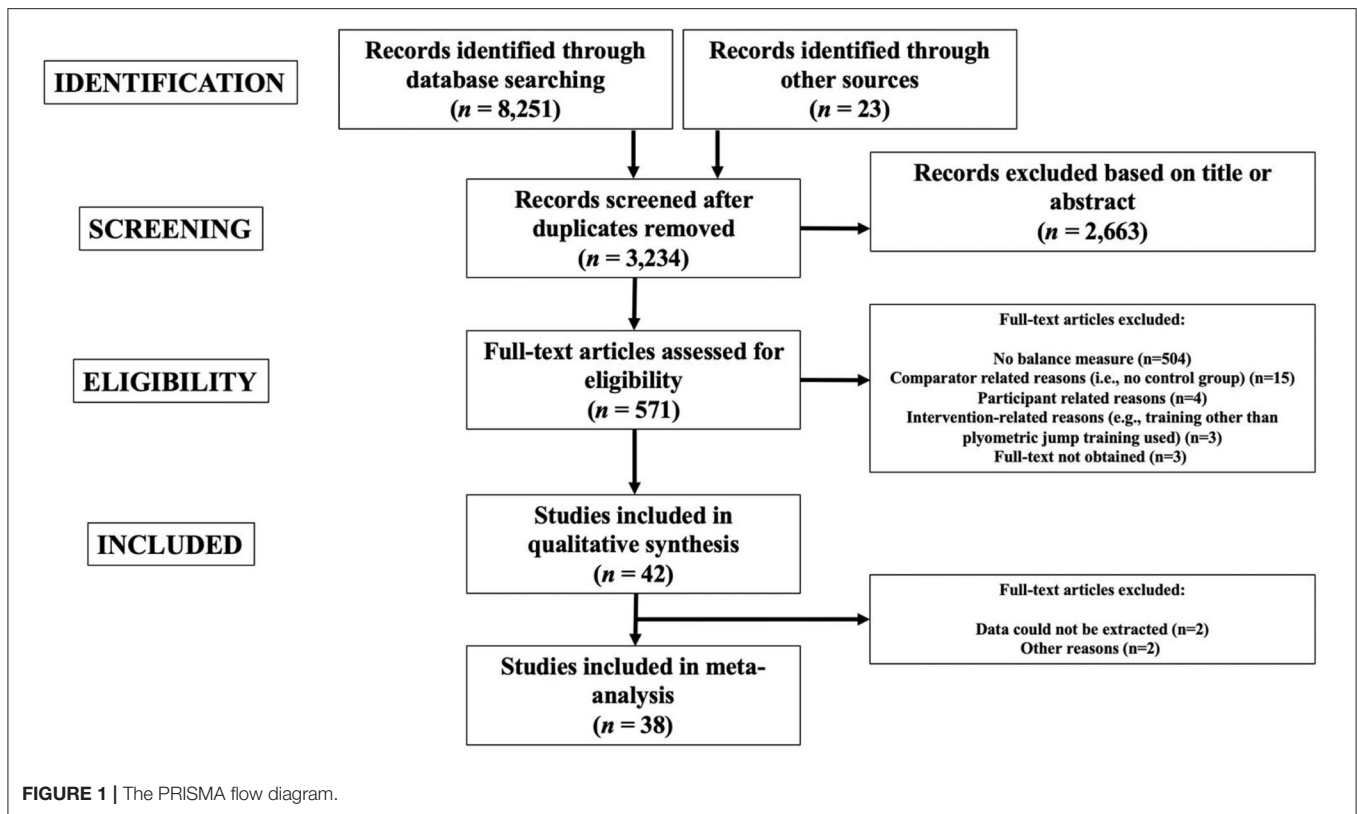 IDENTIFICATION
Records identified through
database searching
(n = 8,251)
Records identified through
other sources
(n = 23)
SCREENING
Records screened after
duplicates removed
(n = 3,234)
Records excluded based on title or
abstract
(n = 2,663)
ELIGIBILITY
Full-text articles assessed for
eligibility
(n = 571)
Full-text articles excluded:
No balance measure (n=504)
Comparator related reasons (i.e., no control group) (n=15)
Participant related reasons (n=4)
Intervention-related reasons (e.g., training other than
plyometric jump training used) (n=3)
Full-text not obtained (n=3)
INCLUDED
Studies included in
qualitative synthesis
(n = 42)
Full-text articles excluded:
Data could not be extracted (n=2)
Other reasons (n=2)
Studies included in meta-
analysis
(n = 38)
FIGURE 1 | The PRISMA flow diagram.